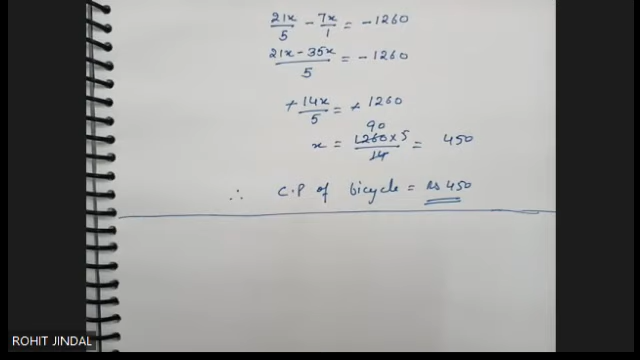 21x/5 - 7x/1 = -1260
21x - 35x/5 = -1260
+ 14x/5 = + 1260
90
x = 1260 x 5/14 = 450
∴ C.P of bicycle = Rs 450
ROHIT JINDAL